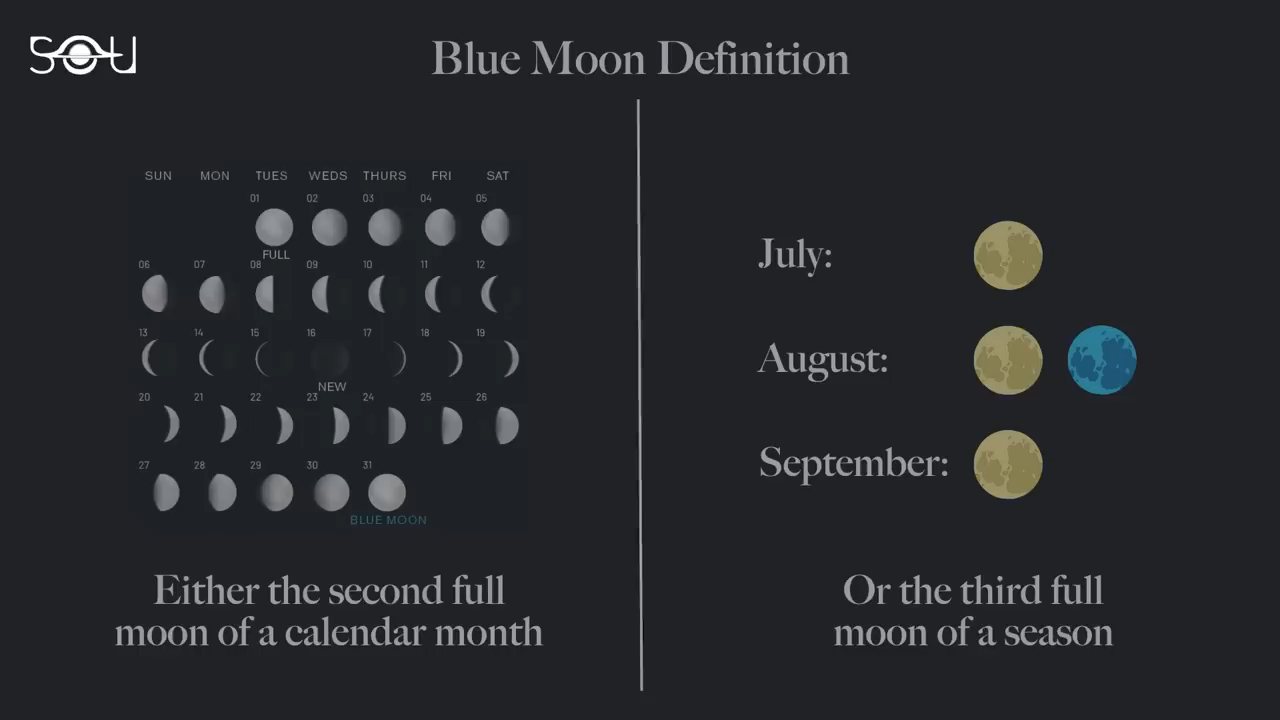 SOU
Blue Moon Definition
SUN MON TUES WEDS THURS FRI SAT
01 02 03 04 05
FULL
06 07 08 09 10 11 12
13 14 15 16 17 18 19
NEW
20 21 22 23 24 25 26
27 28 29 30 31
BLUE MOON
Either the second full
moon of a calendar month
July:
August:
September:
Or the third full
moon of a season